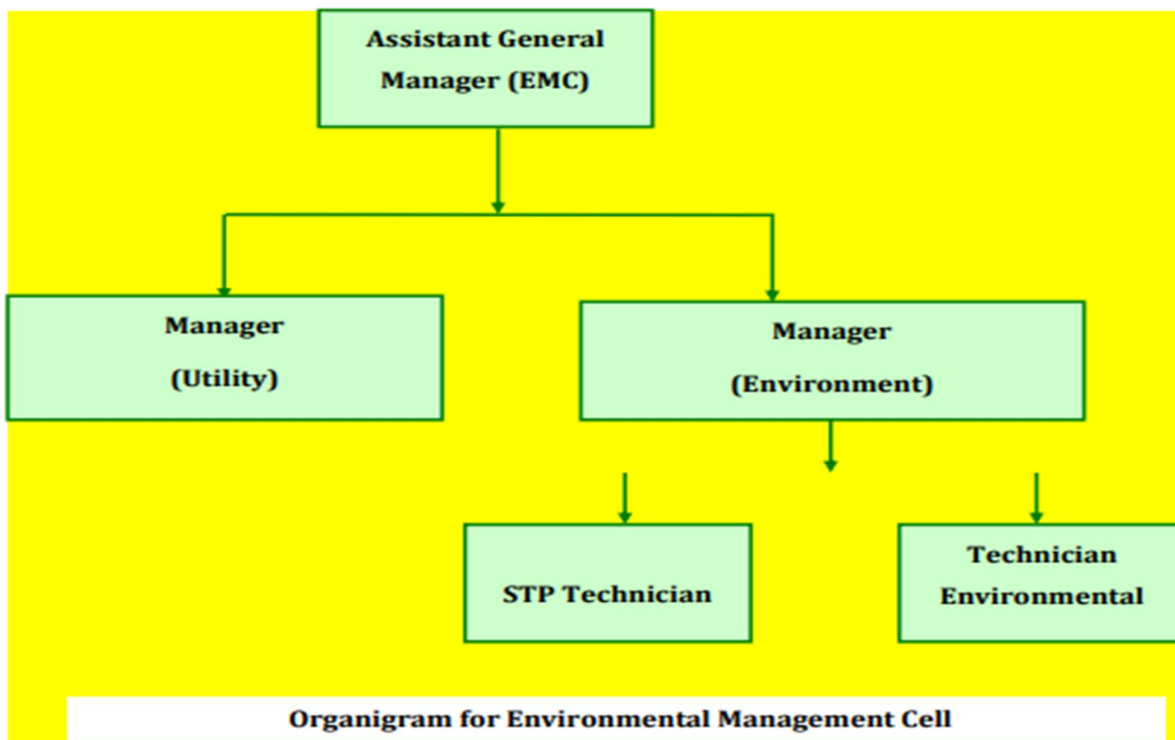 Assistant General
Manager (EMC)
Manager
(Utility)
Manager
(Environment)
STP Technician
Technician
Environmental
Organigram for Environmental Management Cell